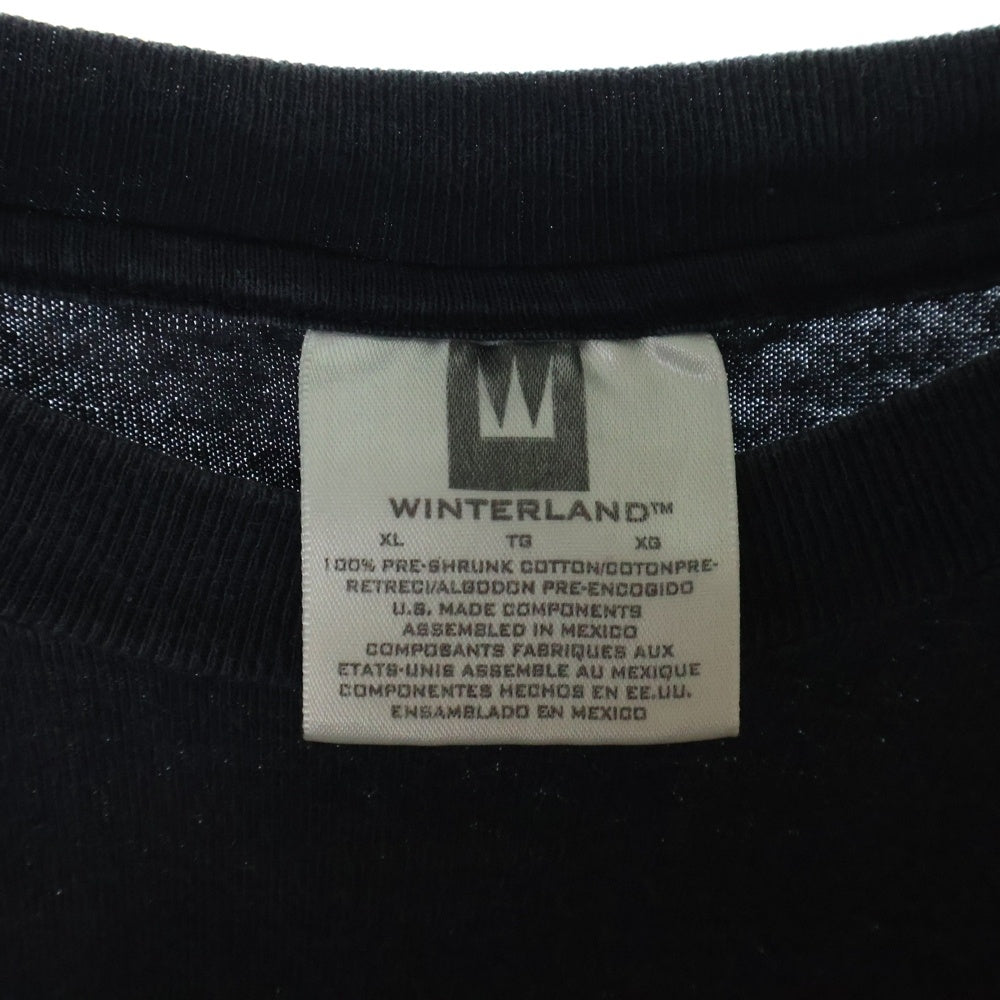 WINTERLAND™
XL TG XG
100% PRE-SHRUNK COTTON/COTONPRE-
RETRECI/ALGODON PRE-ENCOGIDO
U.S. MADE COMPONENTS
ASSEMBLED IN MEXICO
COMPOSANTS FABRIQUES AUX
ETATS-UNIS ASSEMBLE AU MEXIQUE
COMPONENTES HECHOS EN EE.UU.
ENSAMBLADO EN MEXICO